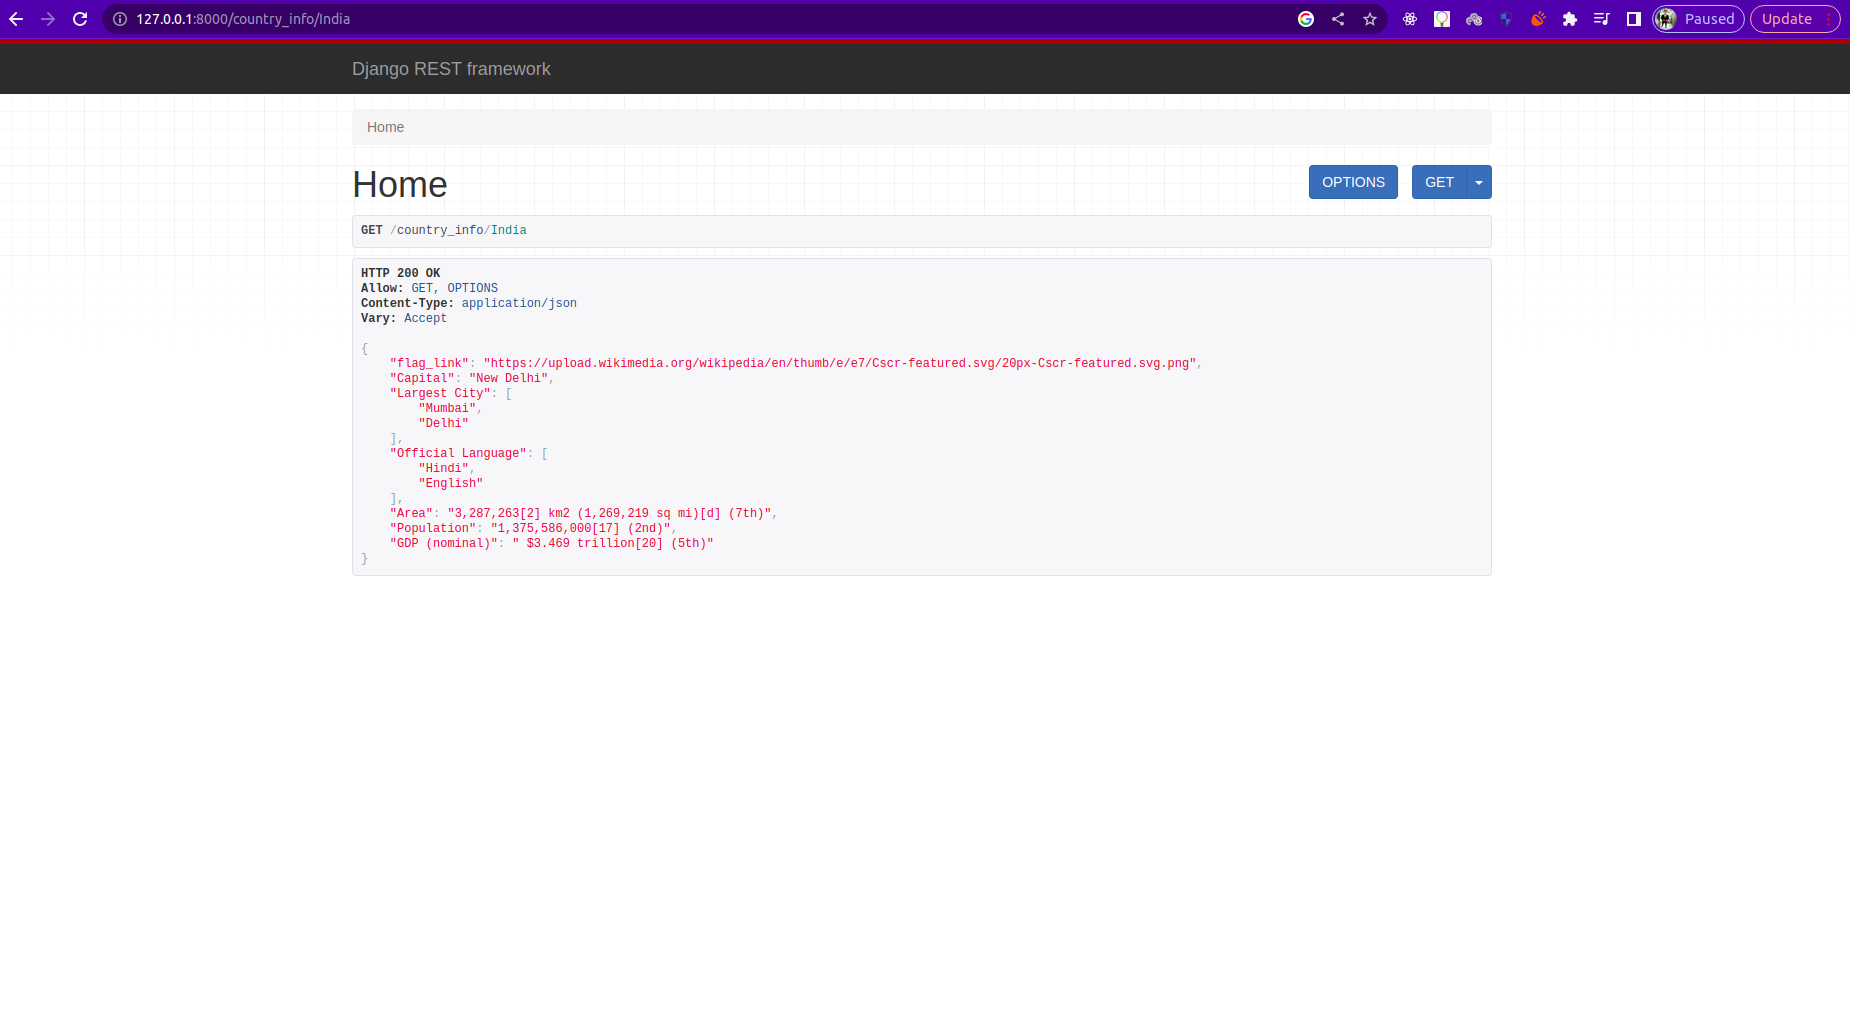 127.0.0.1:8000/country_info/India
Paused
Update
Django REST framework
Home
Home
OPTIONS
GET
GET /country_info/India
HTTP 200 OK
Allow: GET, OPTIONS
Content-Type: application/json
Vary: Accept
{
    "flag_link": "https://upload.wikimedia.org/wikipedia/en/thumb/e/e7/Cscr-featured.svg/20px-Cscr-featured.svg.png",
    "Capital": "New Delhi",
    "Largest City": [
        "Mumbai",
        "Delhi"
    ],
    "Official Language": [
        "Hindi",
        "English"
    ],
    "Area": "3,287,263[2] km2 (1,269,219 sq mi)[d] (7th)",
    "Population": "1,375,586,000[17] (2nd)",
    "GDP (nominal)": " $3.469 trillion[20] (5th)"
}